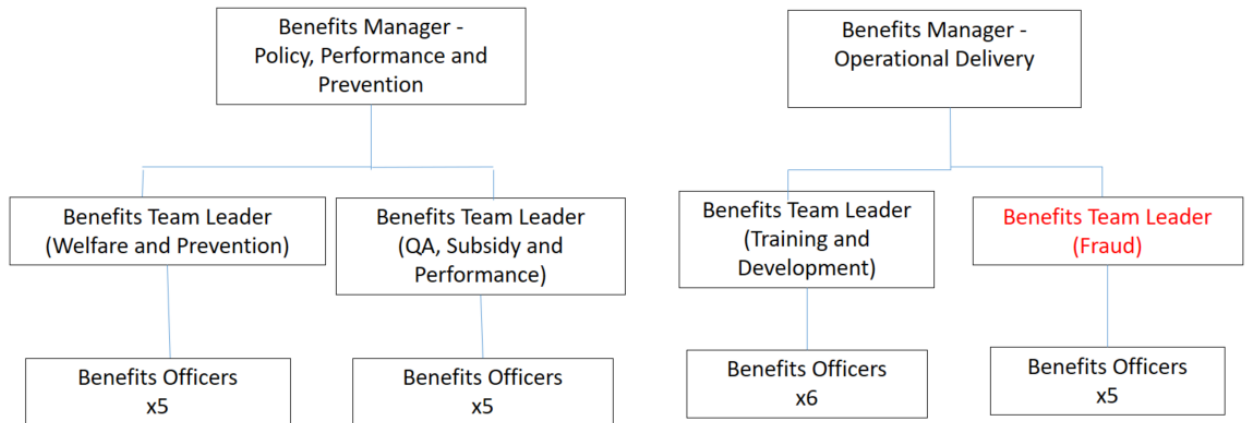 Benefits Manager -
Policy, Performance and
Prevention
Benefits Manager -
Operational Delivery
Benefits Team Leader
(Welfare and Prevention)
Benefits Team Leader
(QA, Subsidy and
Performance)
Benefits Team Leader
(Training and
Development)
Benefits Team Leader
(Fraud)
Benefits Officers
x5
Benefits Officers
x5
Benefits Officers
x6
Benefits Officers
x5